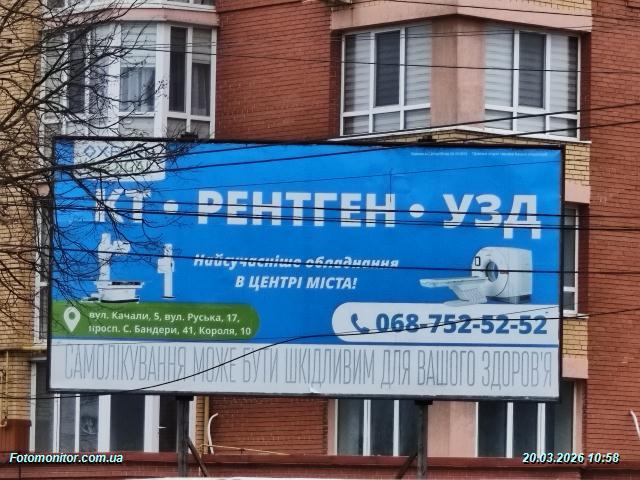 КТ • РЕНТГЕН • УЗД
Найсучасніше обладнання
В ЦЕНТРІ МІСТА!
вул. Качали, 5, вул. Руська, 17,
просп. С. Бандери, 41, Короля, 10
068-752-52-52
САМОЛІКУВАННЯ МОЖЕ БУТИ ШКІДЛИВИМ ДЛЯ ВАШОГО ЗДОРОВ'Я
Fotomonitor.com.ua
20.03.2026 10:58